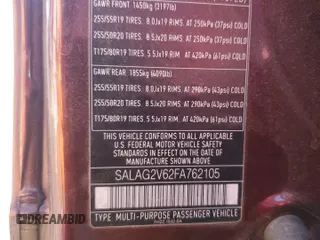 GAWR FRONT 1450kg (3197lb)
255/55R19 TIRES. 8.0Jx19 RIMS. AT 250kPa (37psi) COLD
255/50R20 TIRES. 8.5Jx20 RIMS. AT 250kPa (37psi) COLD
T175/80R19 TIRES. 5.5Jx19 RIM. AT 420kPa (61psi) COLD
GAWR REAR 1855kg (4090lb)
255/55R19 TIRES. 8.0Jx19 RIMS. AT 290kPa (43psi) COLD
255/50R20 TIRES. 8.5Jx20 RIMS. AT 290kPa (43psi) COLD
T175/80R19 TIRES. 5.5Jx19 RIM. AT 420kPa (61psi) COLD
THIS VEHICLE CONFORMS TO ALL APPLICABLE
U.S. FEDERAL MOTOR VEHICLE SAFETY
STANDARDS IN EFFECT ON THE DATE OF
MANUFACTURE SHOWN ABOVE
SALAG2V62FA762105
TYPE: MULTI-PURPOSE PASSENGER VEHICLE
DREAMBID